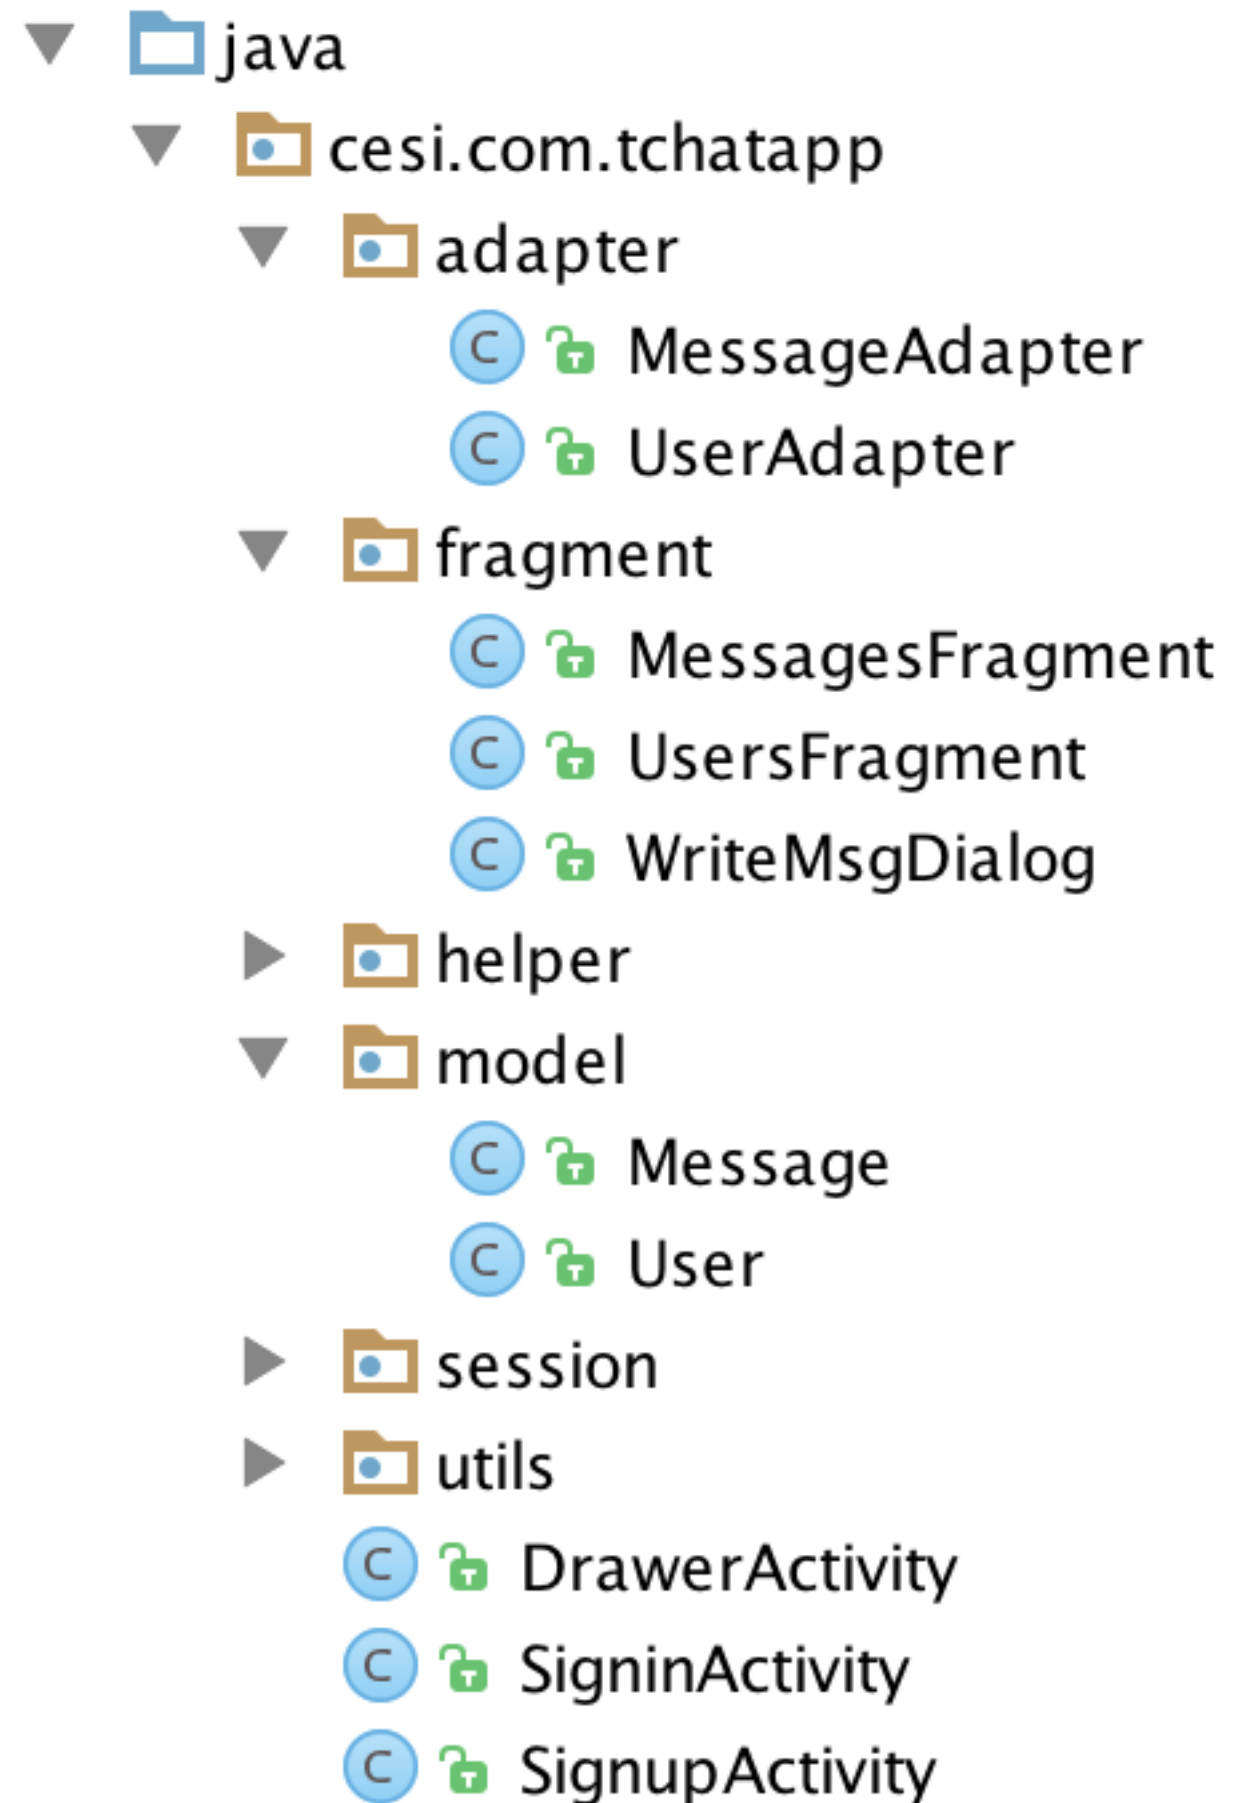 java
cesi.com.tchatapp
adapter
C MessageAdapter
C UserAdapter
fragment
C MessagesFragment
C UsersFragment
C WriteMsgDialog
helper
model
C Message
C User
session
utils
C DrawerActivity
C SigninActivity
C SignupActivity